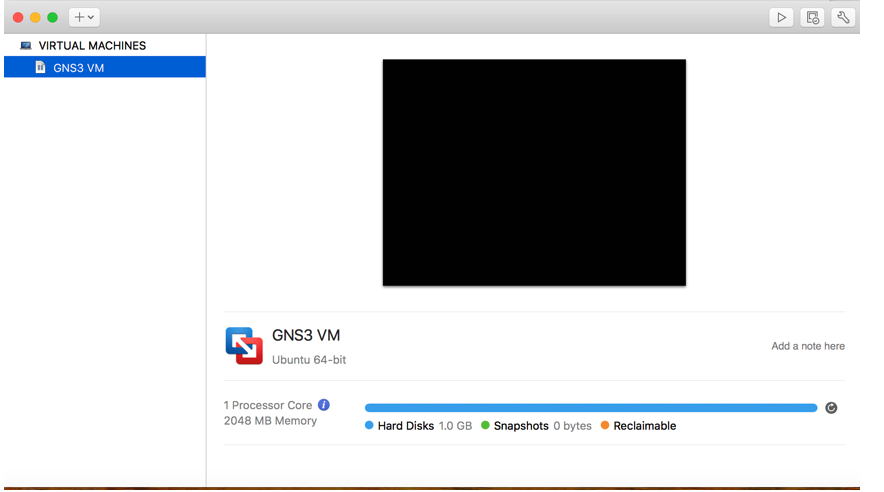 VIRTUAL MACHINES
GNS3 VM
GNS3 VM
Ubuntu 64-bit
Add a note here
1 Processor Core
2048 MB Memory
Hard Disks 1.0 GB Snapshots 0 bytes Reclaimable